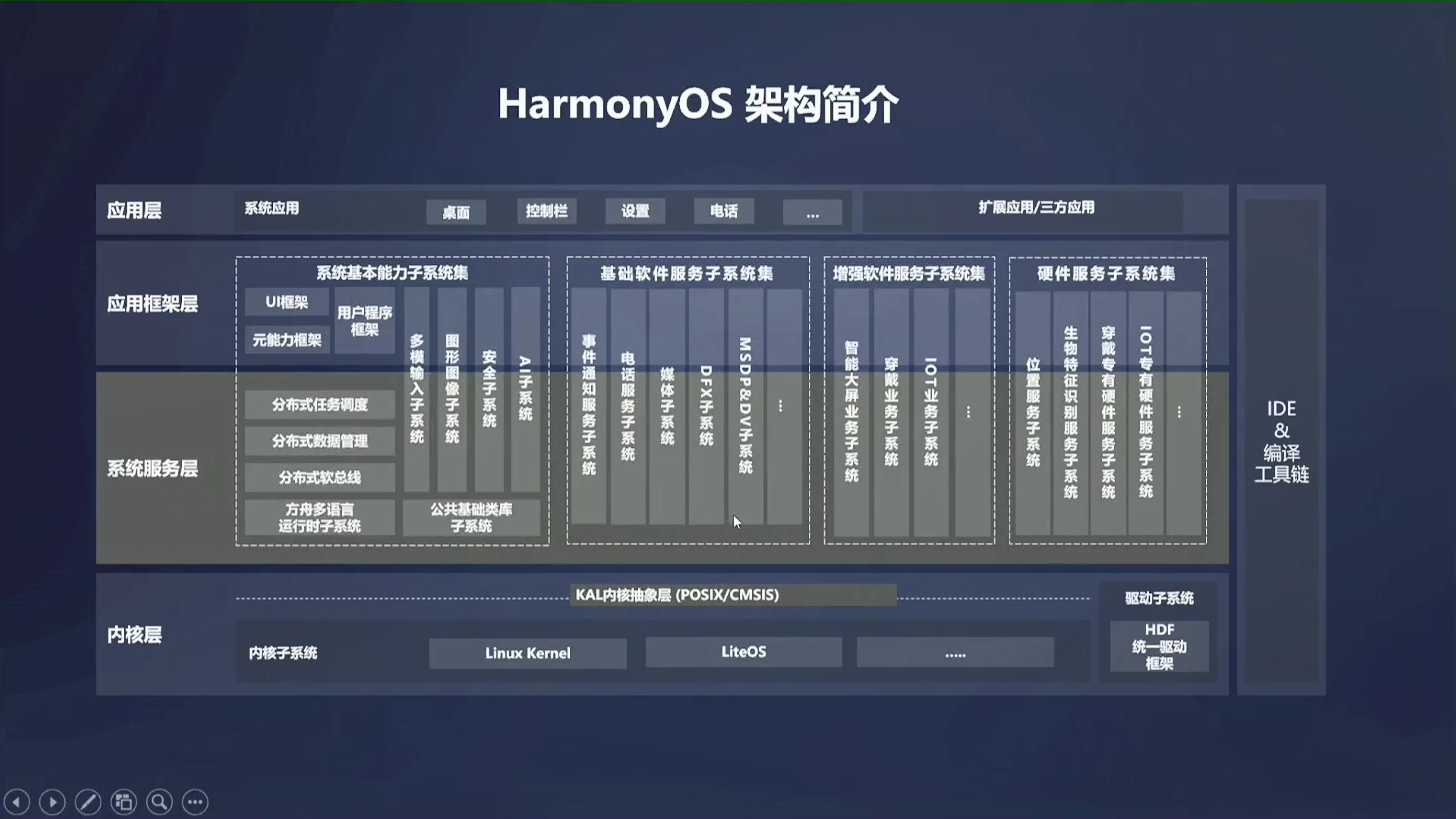 HarmonyOS 架构简介
应用层
系统应用
桌面
控制栏
设置
电话
...
扩展应用/三方应用
应用框架层
系统服务层
系统基本能力子系统集
UI框架
元能力框架
用户程序
框架
多模输入子系统
图形图像子系统
安全子系统
AI子系统
分布式任务调度
分布式数据管理
分布式软总线
方舟多语言
运行时子系统
公共基础类库
子系统
基础软件服务子系统集
事件通知服务子系统
电话服务子系统
媒体子系统
DFX子系统
MSDP&DV子系统
...
增强软件服务子系统集
智能大屏业务子系统
穿戴业务子系统
IOT业务子系统
...
硬件服务子系统集
位置服务子系统
生物特征识别服务子系统
穿戴专有硬件服务子系统
IOT专有硬件服务子系统
...
内核层
KAL内核抽象层 (POSIX/CMSIS)
内核子系统
Linux Kernel
LiteOS
.....
驱动子系统
HDF
统一驱动
框架
IDE
&
编译
工具链